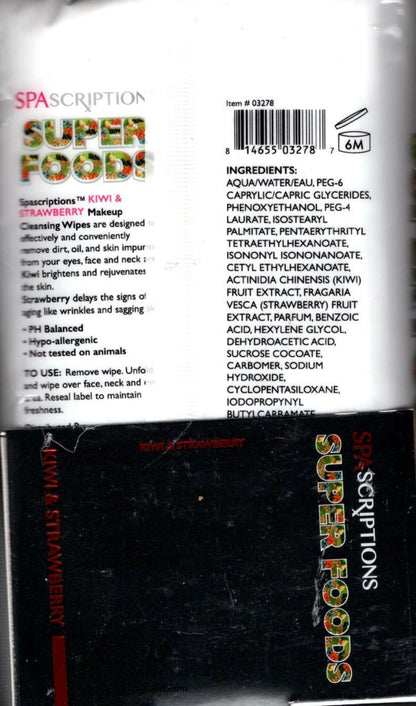 SPASCRIPTION
SUPER
FOODS
Spascriptions™ KIWI &
STRAWBERRY Makeup
Cleansing Wipes are designed
effectively and conveniently
remove dirt, oil, and skin impur
from your eyes, face and neck
Kiwi brightens and rejuvenates
the skin.
Strawberry delays the signs of
aging like wrinkles and sagging
- PH Balanced
- Hypo-allergenic
- Not tested on animals
TO USE: Remove wipe. Unfo
and wipe over face, neck and
area. Reseal label to maintain
freshness.
Item # 03278
8 14655 03278 7
6M
INGREDIENTS:
AQUA/WATER/EAU, PEG-6
CAPRYLIC/CAPRIC GLYCERIDES,
PHENOXYETHANOL, PEG-4
LAURATE, ISOSTEARYL
PALMITATE, PENTAERYTHRITYL
TETRAETHYLHEXANOATE,
ISONONYL ISONONANOATE,
CETYL ETHYLHEXANOATE,
ACTINIDIA CHINENSIS (KIWI)
FRUIT EXTRACT, FRAGARIA
VESCA (STRAWBERRY) FRUIT
EXTRACT, PARFUM, BENZOIC
ACID, HEXYLENE GLYCOL,
DEHYDROACETIC ACID,
SUCROSE COCOATE,
CARBOMER, SODIUM
HYDROXIDE,
CYCLOPENTASILOXANE,
IODOPROPYNYL
BUTYLCARBAMATE
KIWI & STRAWBERRY
KIWI & STRAWBERRY
SPASCRIPTIONS
SUPER FOODS